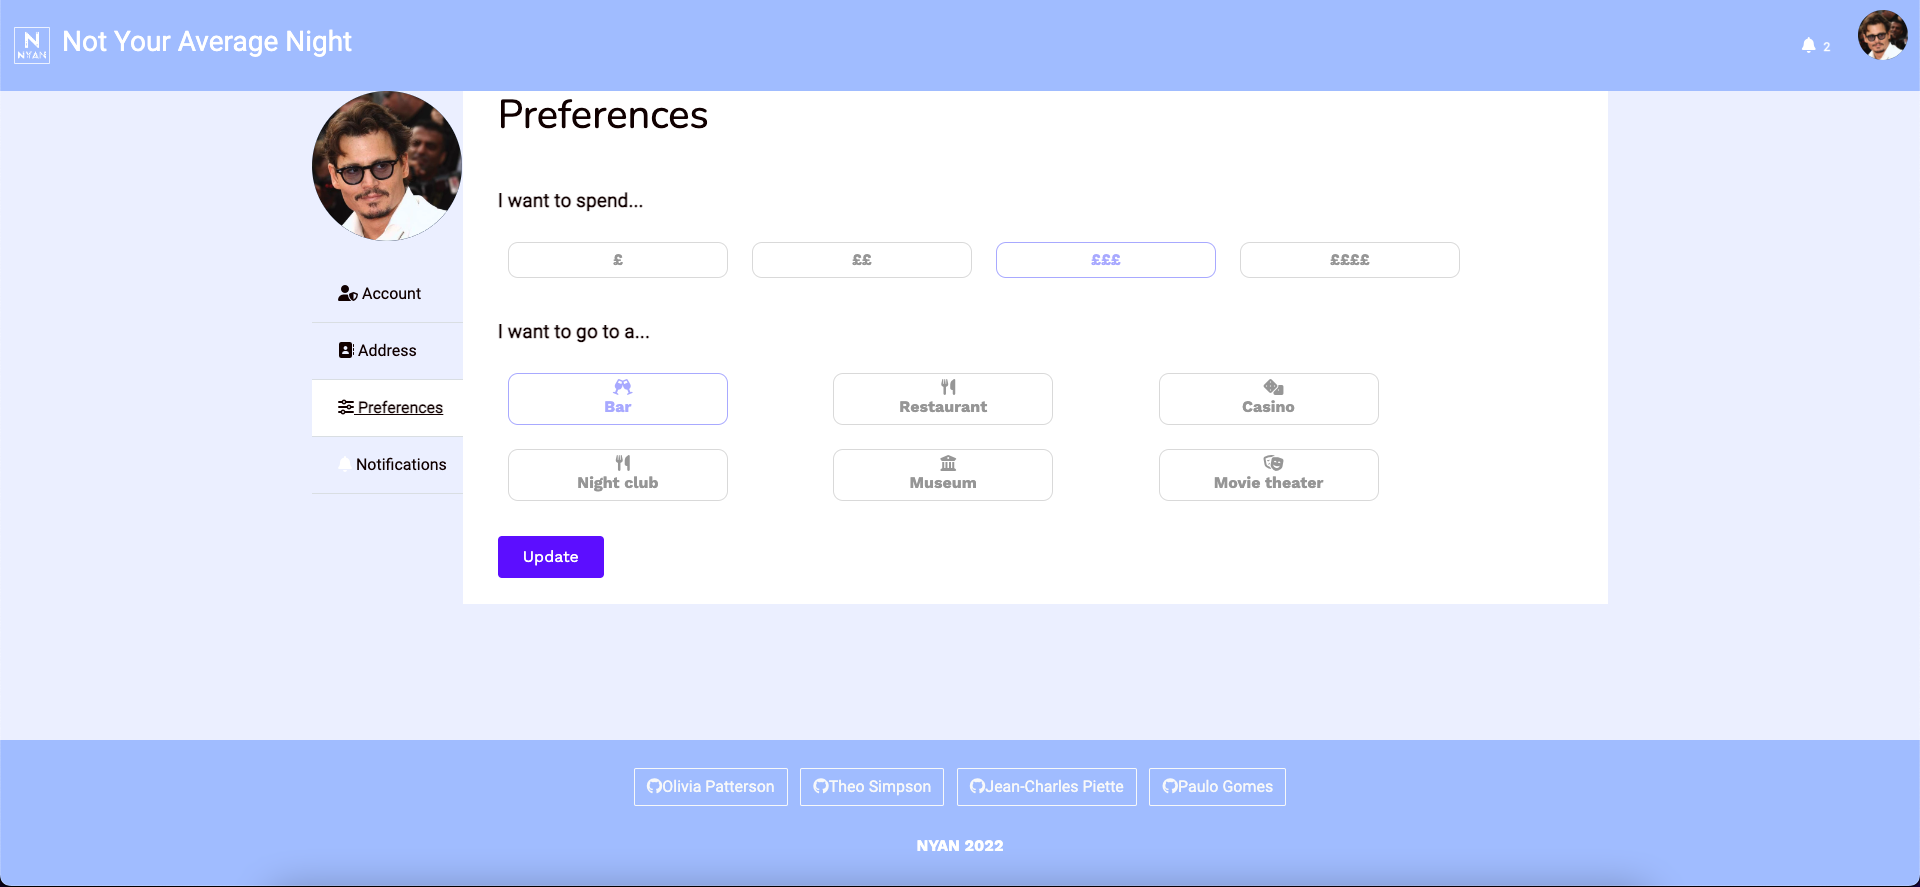 N
NYAN
Not Your Average Night
2
Preferences
I want to spend...
£
££
£££
££££
I want to go to a...
Bar
Restaurant
Casino
Night club
Museum
Movie theater
Update
Account
Address
Preferences
Notifications
Olivia Patterson
Theo Simpson
Jean-Charles Piette
Paulo Gomes
NYAN 2022